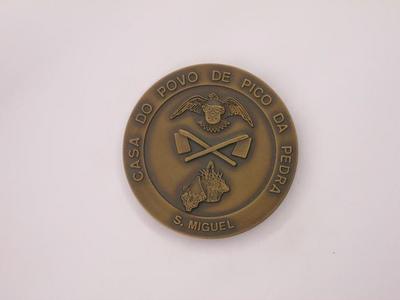 CASA DO POVO DE PICO DA PEDRA
S. MIGUEL